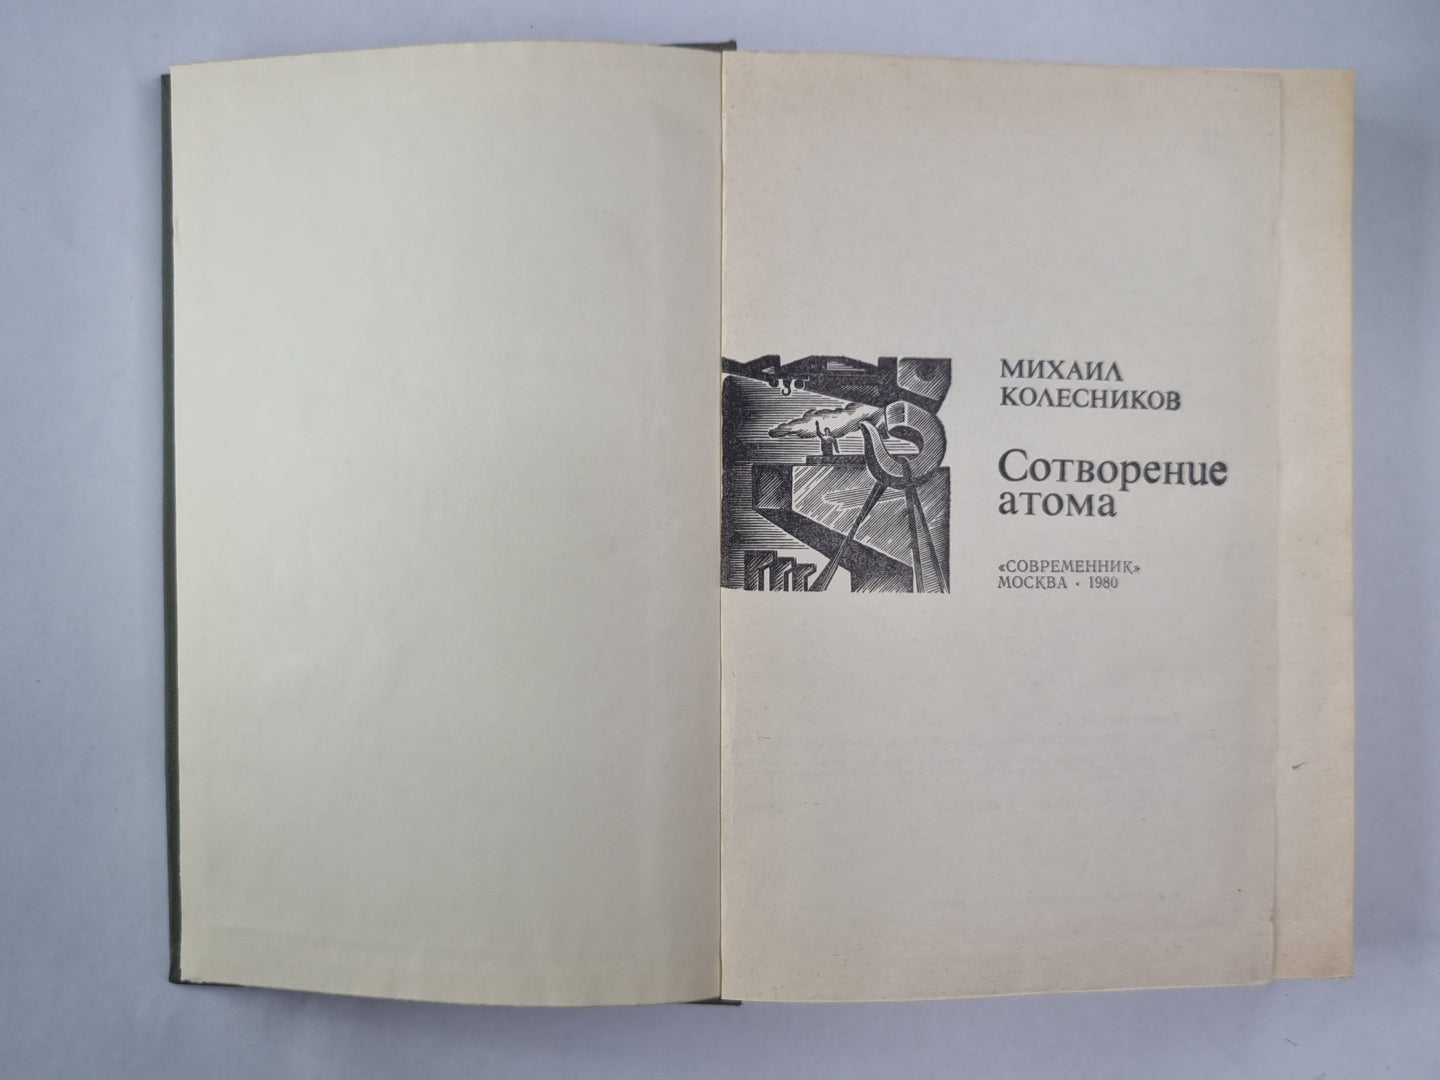 МИХАИЛ
КОЛЕСНИКОВ
Сотворение
атома
«СОВРЕМЕННИК»
МОСКВА · 1980